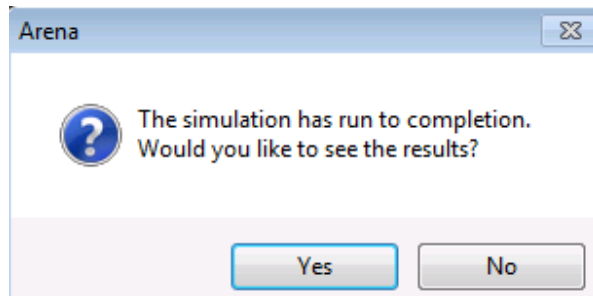 Arena
The simulation has run to completion.
Would you like to see the results?
Yes
No